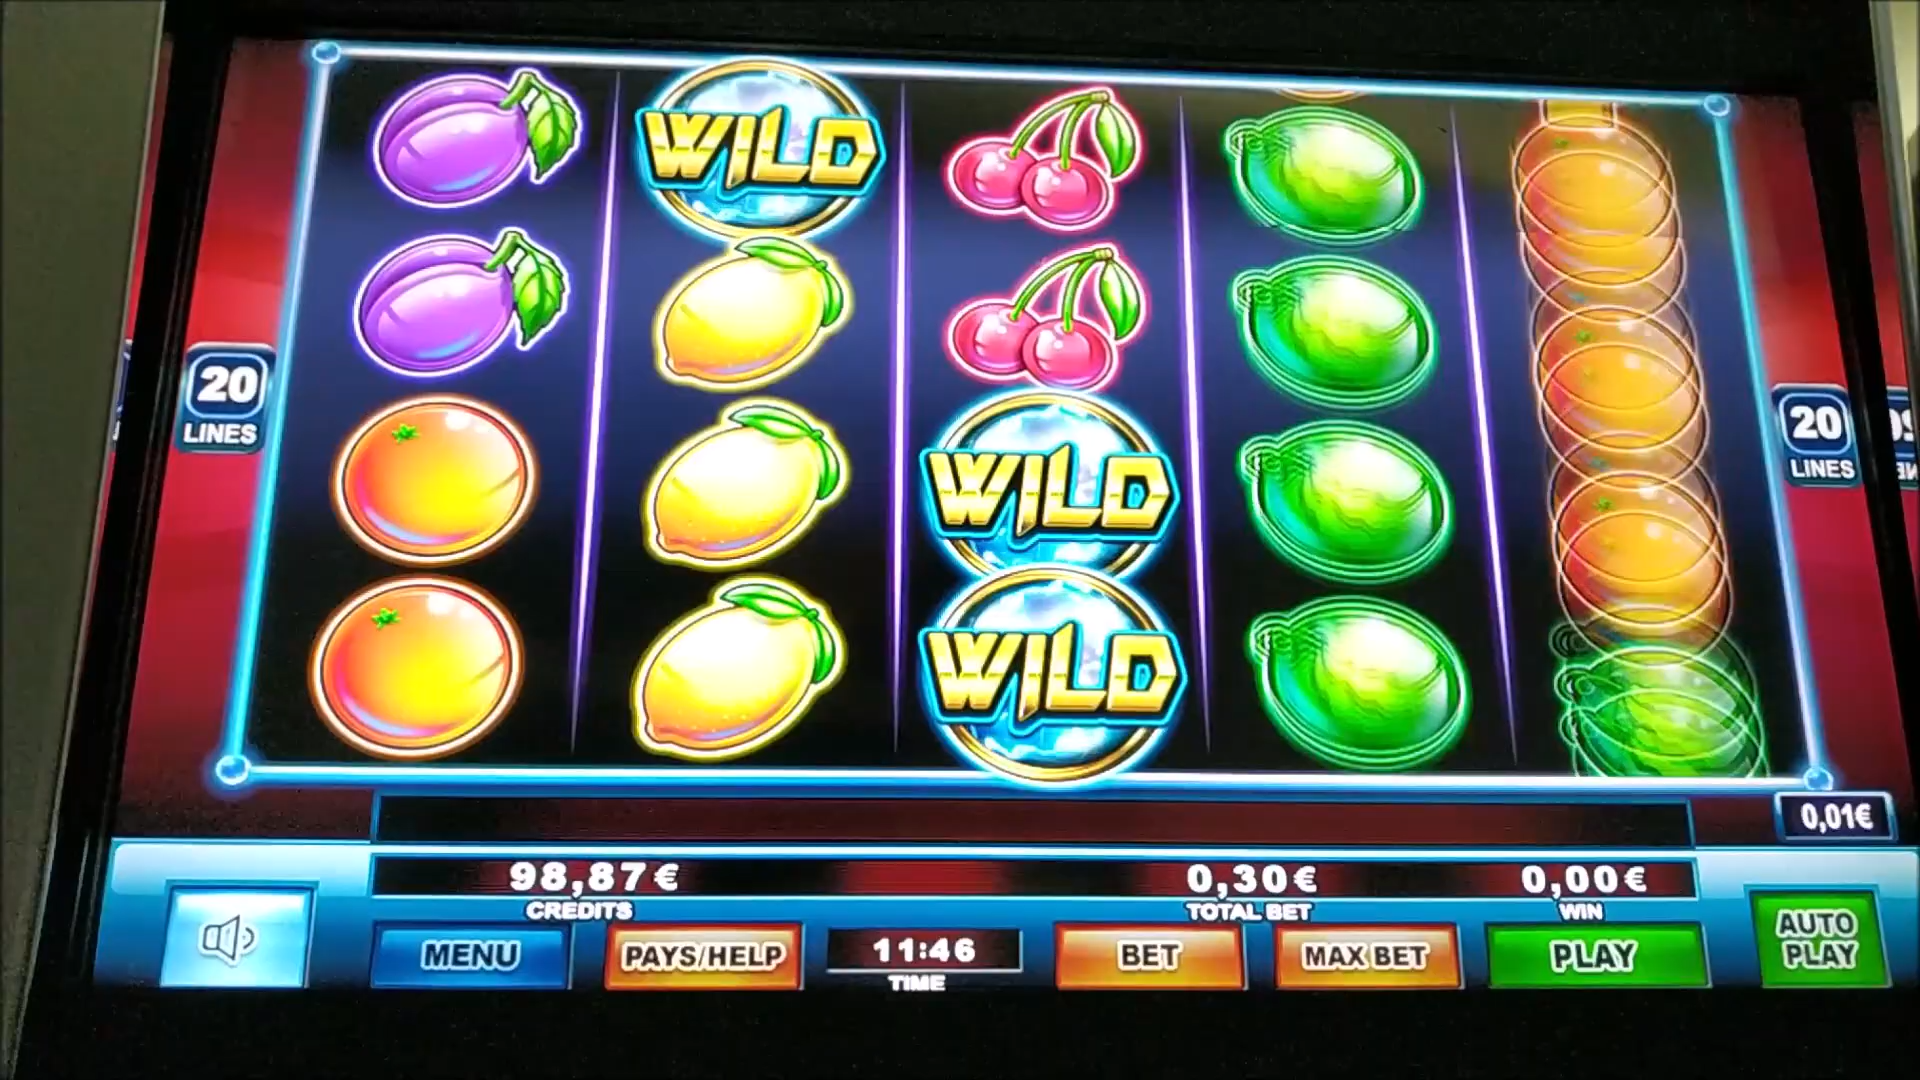 WILD
WILD
WILD
20
LINES
20
LINES
0,01€
98,87€
CREDITS
0,30€
TOTAL BET
0,00€
WIN
MENU
PAYS/HELP
11:46
TIME
BET
MAX BET
PLAY
AUTO
PLAY